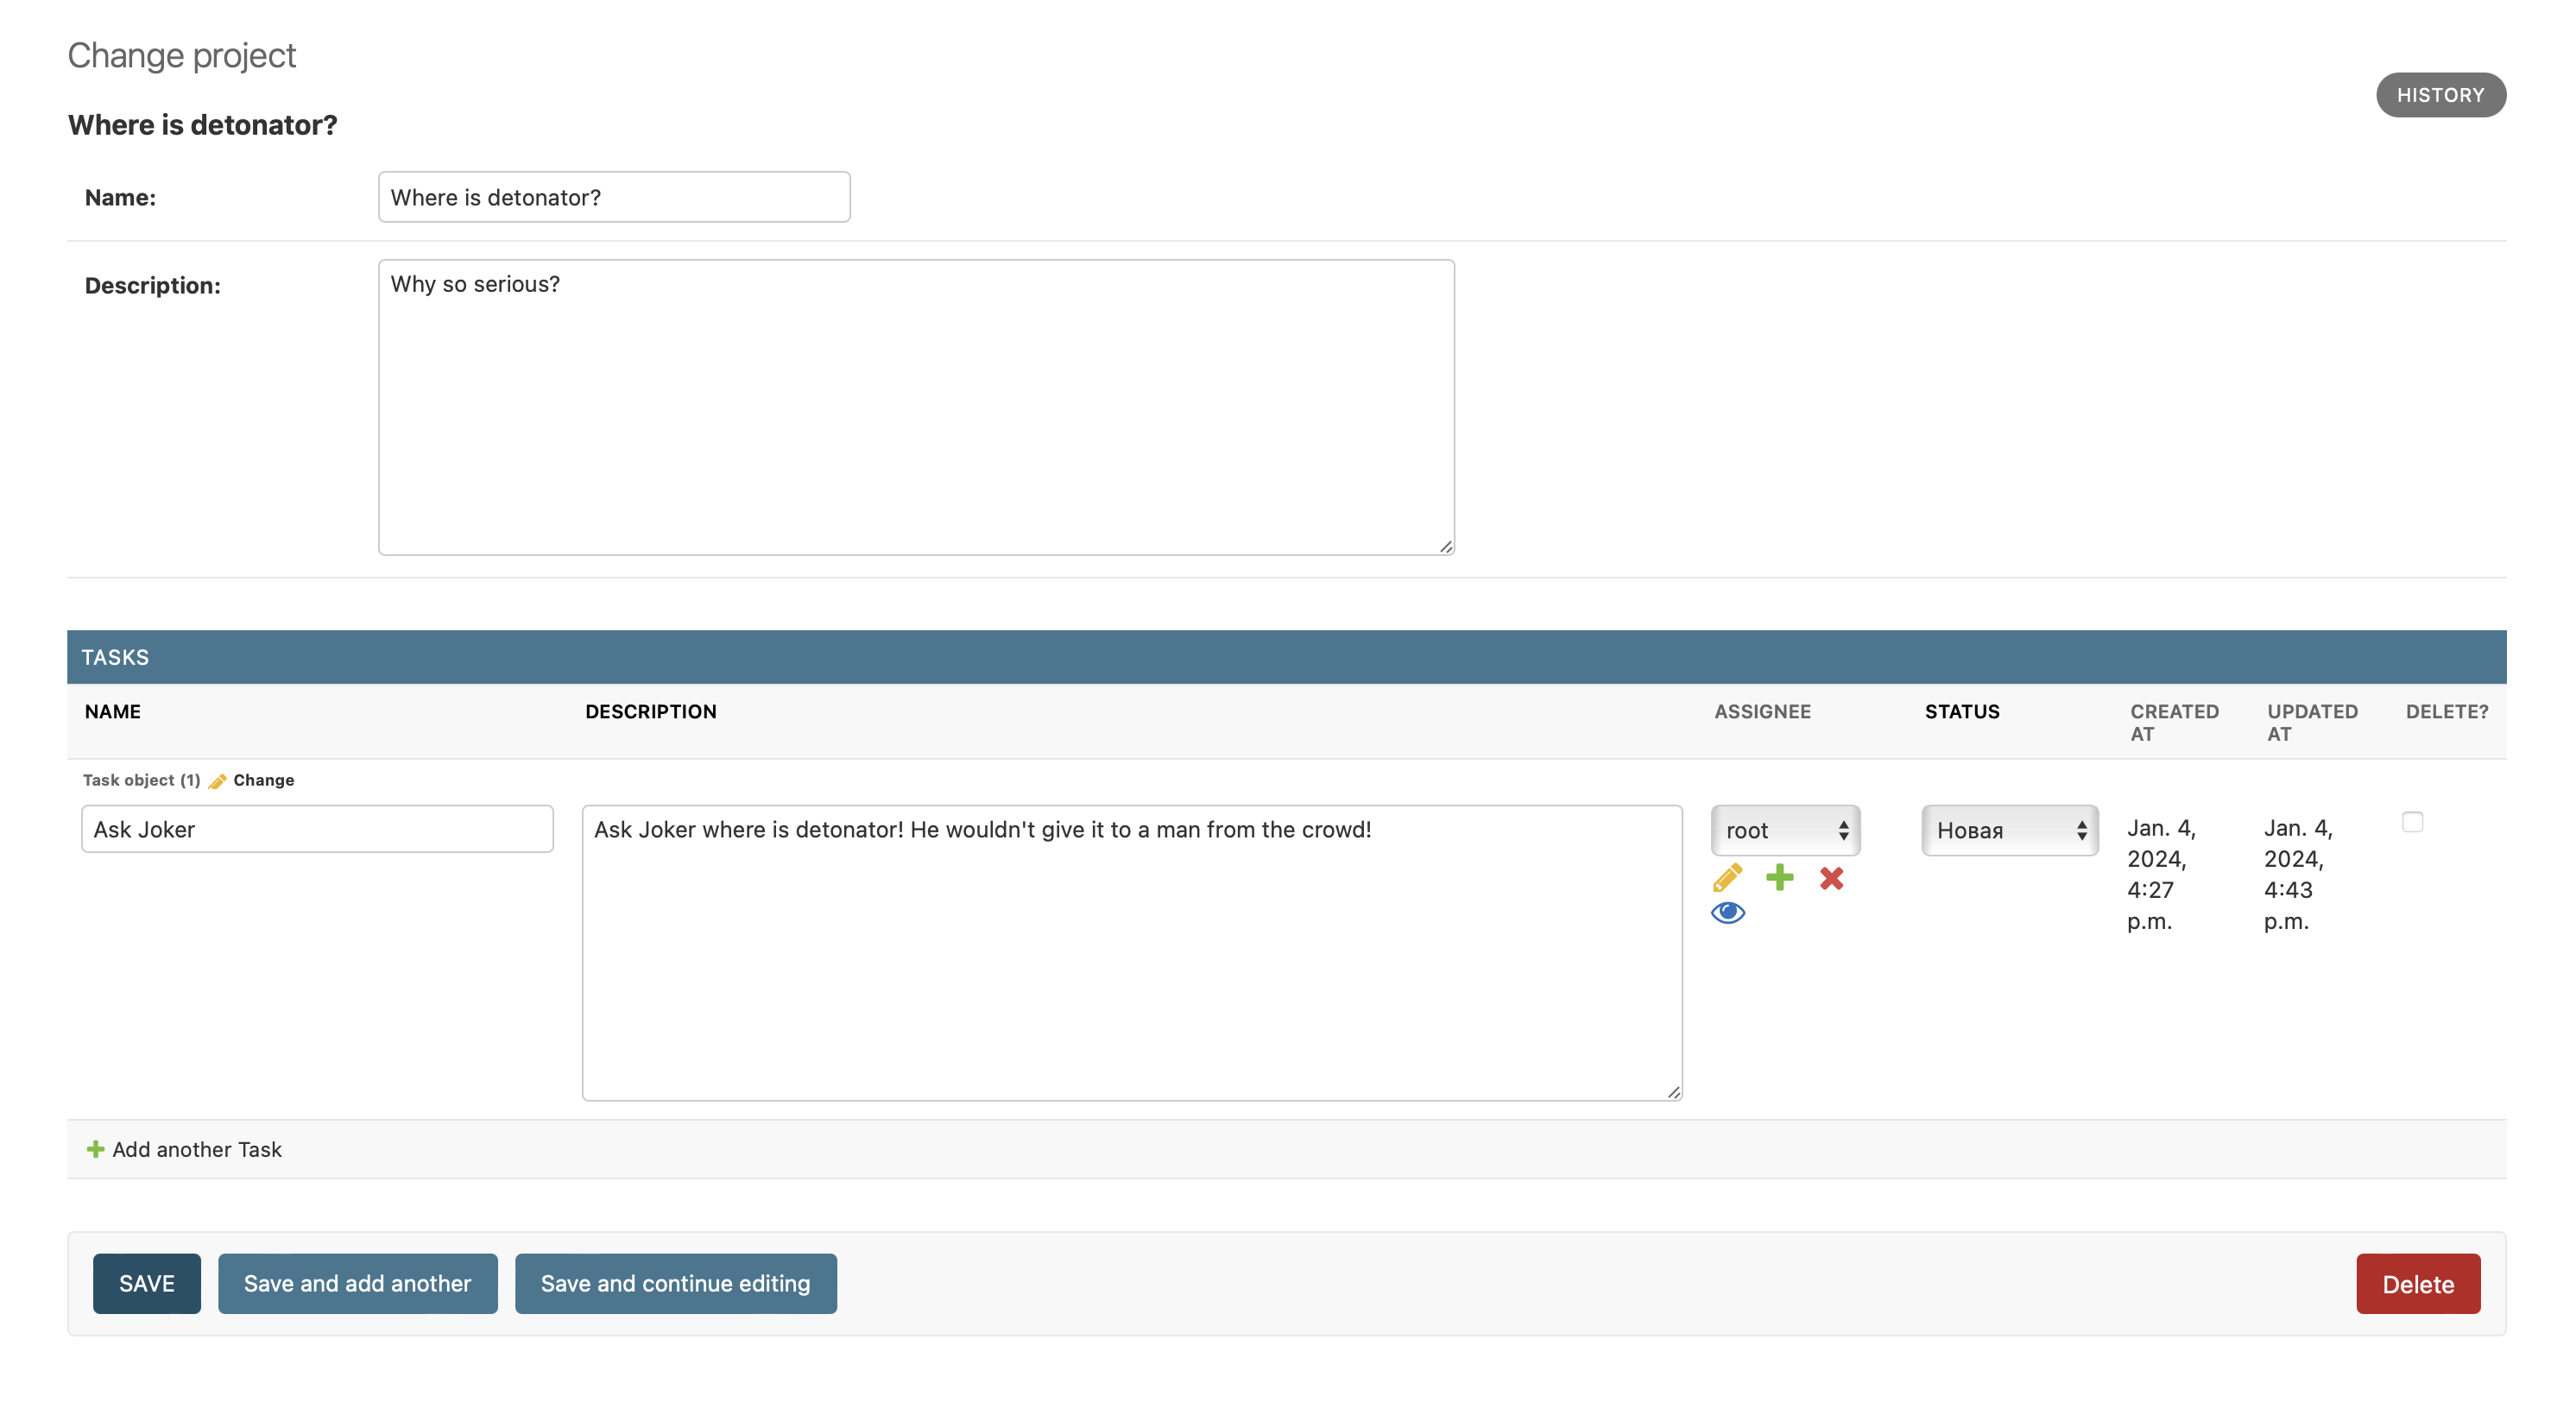 Change project
HISTORY
Where is detonator?
Name:
Where is detonator?
Description:
Why so serious?
TASKS
NAME DESCRIPTION ASSIGNEE STATUS CREATED AT UPDATED AT DELETE?
Task object (1) Change
Ask Joker
Ask Joker where is detonator! He wouldn't give it to a man from the crowd!
root
Новая
Jan. 4,
2024,
4:27
p.m.
Jan. 4,
2024,
4:43
p.m.
Add another Task
SAVE Save and add another Save and continue editing Delete